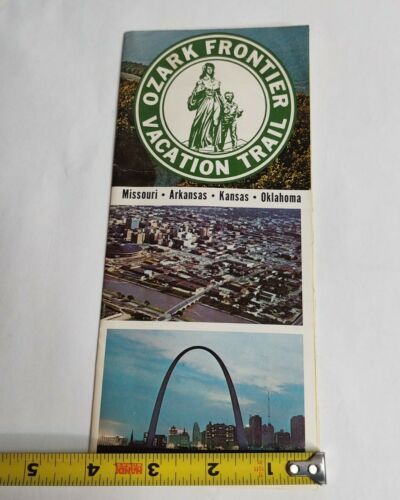 OZARK FRONTIER
VACATION TRAIL
Missouri • Arkansas • Kansas • Oklahoma
5 4 3 2 1